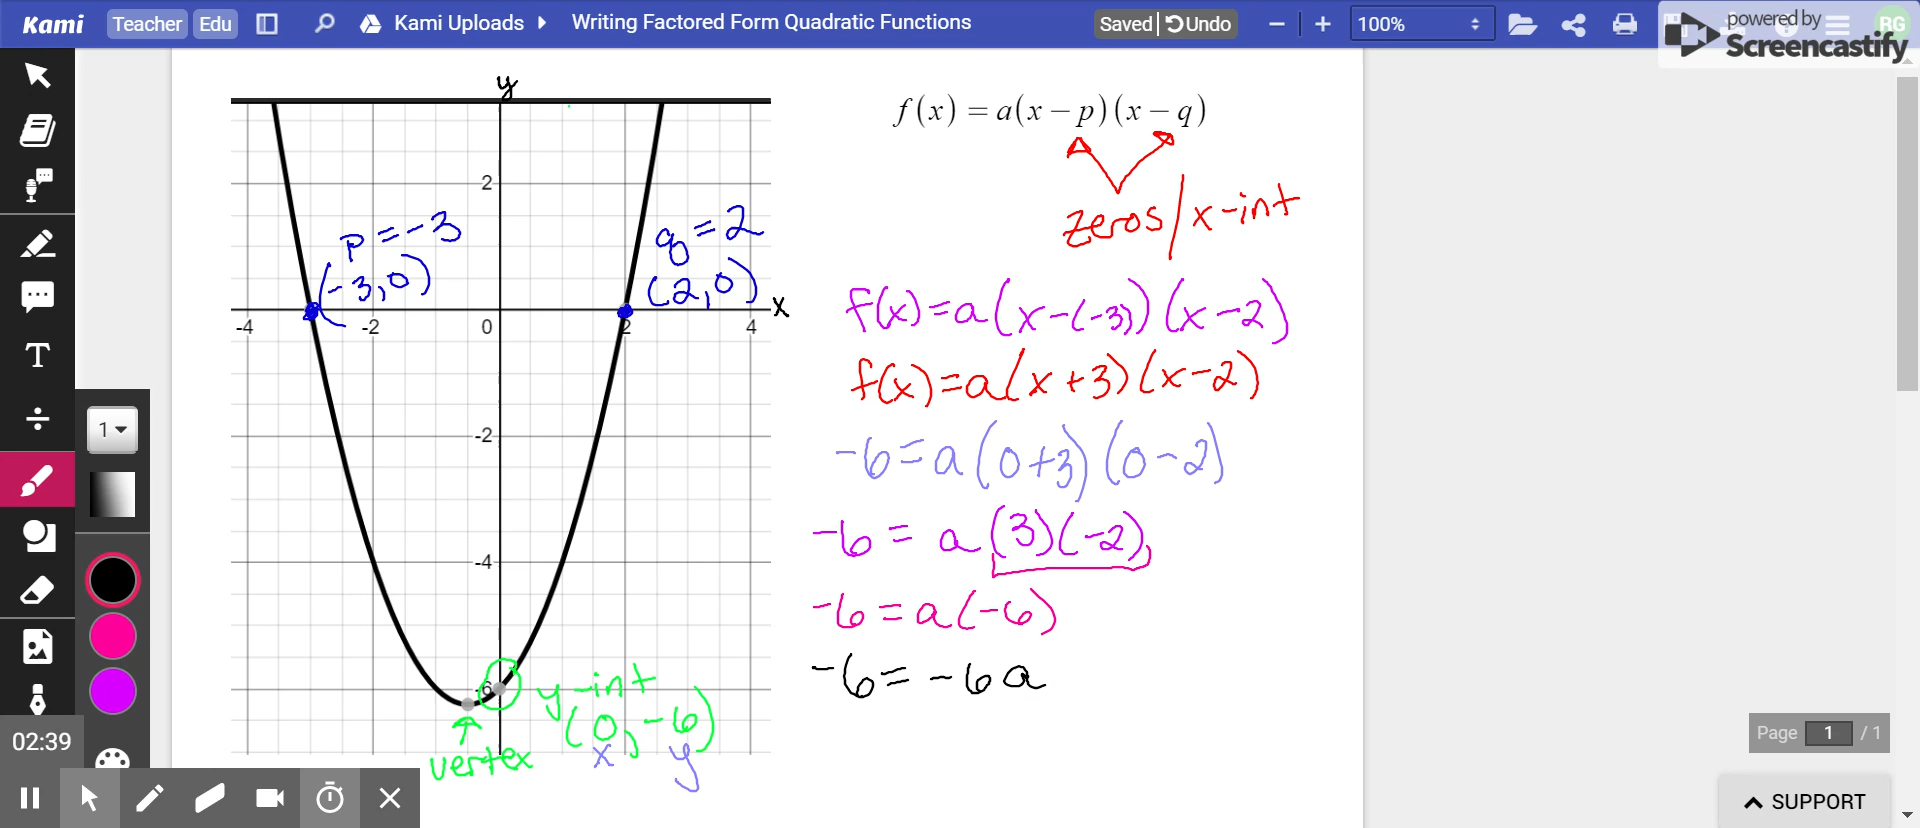 Kami Teacher Edu Kami Uploads Writing Factored Form Quadratic Functions Saved Undo 100% BG
powered by
Screencastify
y
f(x) = a(x − p)(x − q)
zeros / x-int
2
p = -3
(-3,0)
q = 2
(2,0)
x
-4 -2 0 2 4
f(x) = a(x-(-3))(x-2)
f(x) = a(x+3)(x-2)
-2
-6 = a(0+3)(0-2)
-4
-6 = a(3)(-2)
-6 = a(-6)
-6 = -6a
-6
y-int
(0, -6)
x y
vertex
T
1
02:39
Page 1 / 1
SUPPORT